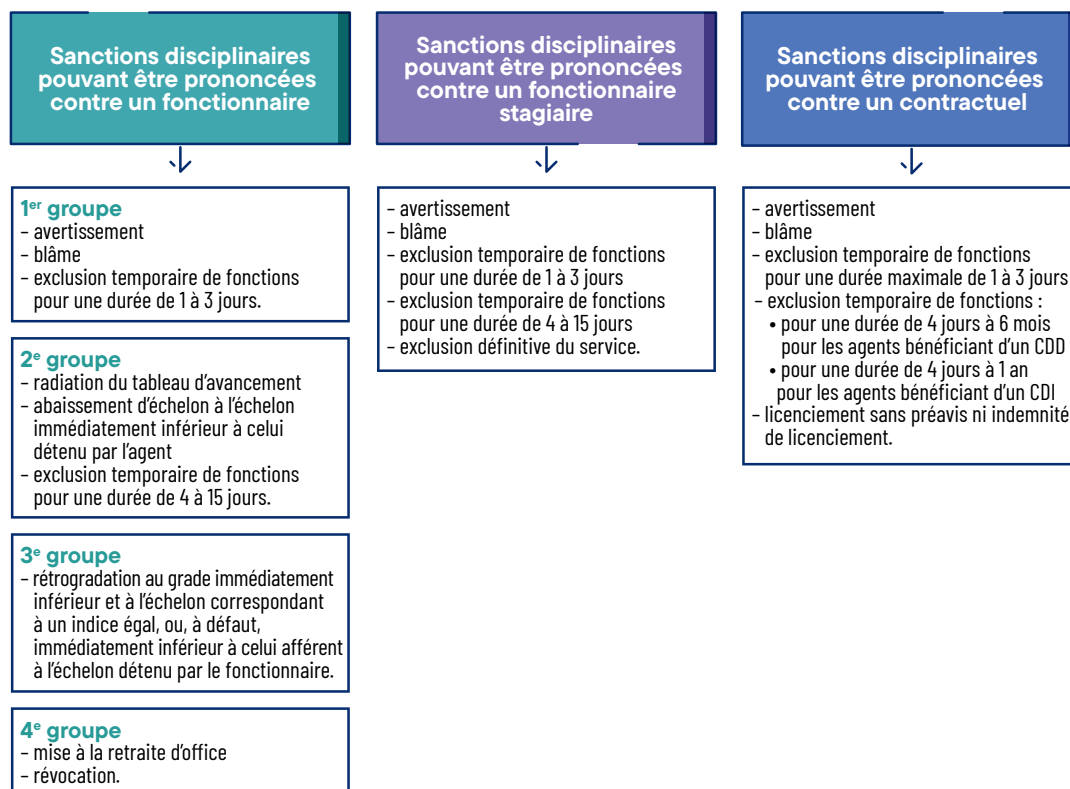 Sanctions disciplinaires
pouvant être prononcées
contre un fonctionnaire
1er groupe
– avertissement
– blâme
– exclusion temporaire de fonctions
pour une durée de 1 à 3 jours.
2e groupe
– radiation du tableau d’avancement
– abaissement d’échelon à l’échelon
immédiatement inférieur à celui
détenu par l’agent
– exclusion temporaire de fonctions
pour une durée de 4 à 15 jours.
3e groupe
– rétrogradation au grade immédiatement
inférieur et à l’échelon correspondant
à un indice égal, ou, à défaut,
immédiatement inférieur à celui afférent
à l’échelon détenu par le fonctionnaire.
4e groupe
– mise à la retraite d’office
– révocation.
Sanctions disciplinaires
pouvant être prononcées
contre un fonctionnaire
stagiaire
– avertissement
– blâme
– exclusion temporaire de fonctions
pour une durée de 1 à 3 jours
– exclusion temporaire de fonctions
pour une durée de 4 à 15 jours
– exclusion définitive du service.
Sanctions disciplinaires
pouvant être prononcées
contre un contractuel
– avertissement
– blâme
– exclusion temporaire de fonctions
pour une durée maximale de 1 à 3 jours
– exclusion temporaire de fonctions :
• pour une durée de 4 jours à 6 mois
pour les agents bénéficiant d’un CDD
• pour une durée de 4 jours à 1 an
pour les agents bénéficiant d’un CDI
– licenciement sans préavis ni indemnité
de licenciement.